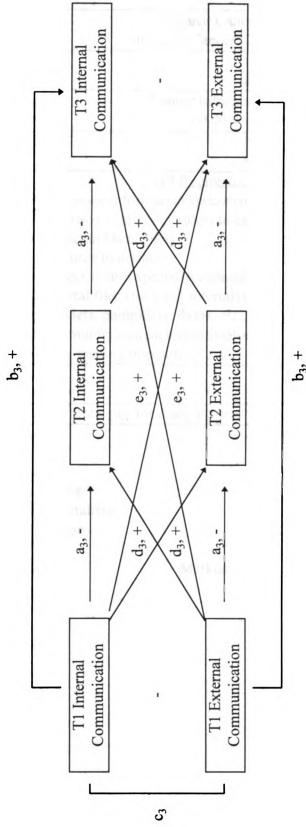 b₃, +
T1 Internal
Communication
a₃, -
T2 Internal
Communication
a₃, -
T3 Internal
Communication
d₃, +
e₃, +
d₃, +
c₃
-
-
d₃, +
e₃, +
d₃, +
T1 External
Communication
a₃, -
T2 External
Communication
a₃, -
T3 External
Communication
b₃, +